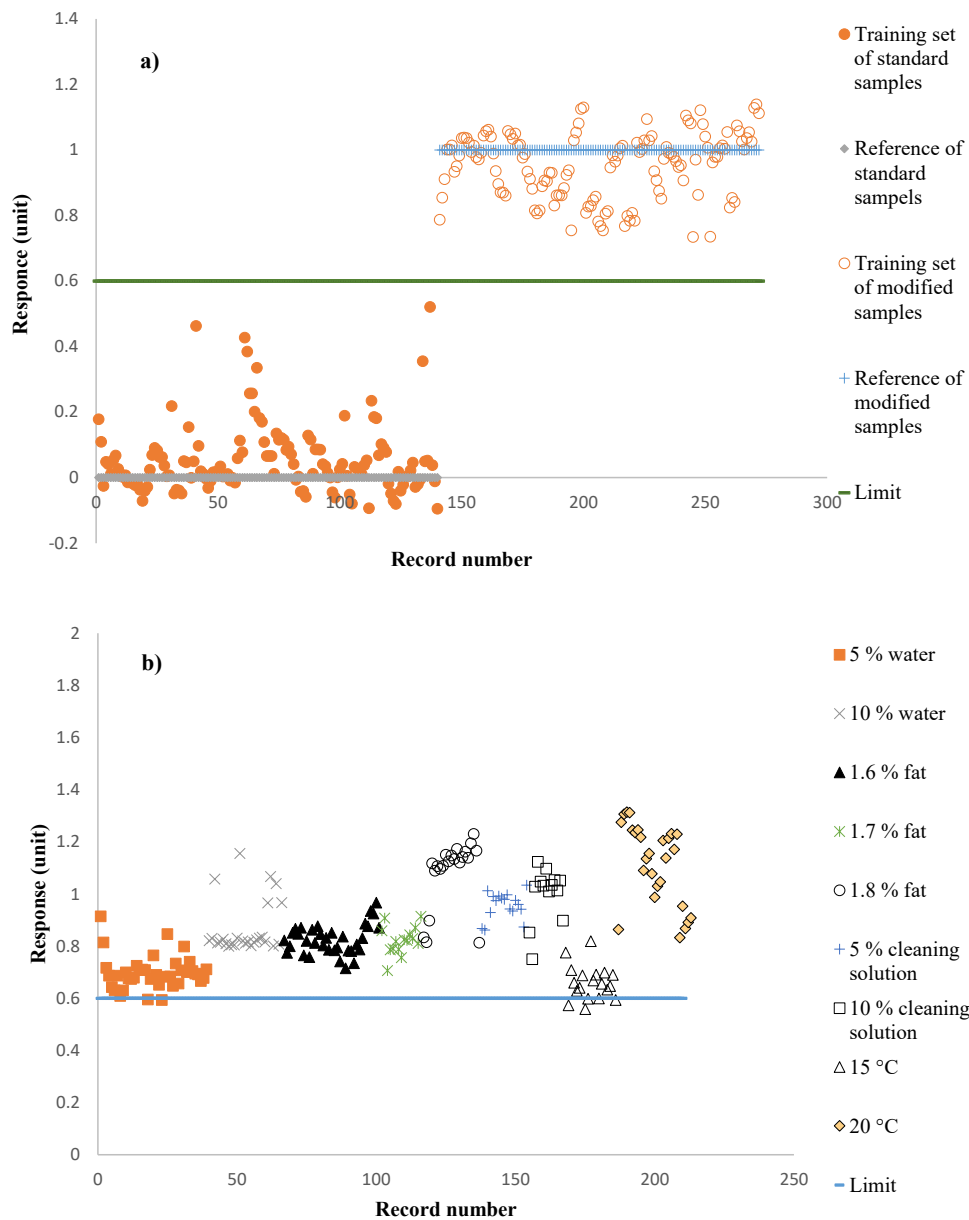 a)
1.4
1.2
1
0.8
0.6
0.4
0.2
0
-0.2
0
50
100
150
200
250
300
Responce (unit)
Record number
Training set
of standard
samples
Reference of
standard
sampels
Training set
of modified
samples
Reference of
modified
samples
Limit
b)
2
1.8
1.6
1.4
1.2
1
0.8
0.6
0.4
0.2
0
0
50
100
150
200
250
Response (unit)
Record number
5 % water
10 % water
1.6 % fat
1.7 % fat
1.8 % fat
5 % cleaning
solution
10 % cleaning
solution
15 °C
20 °C
Limit